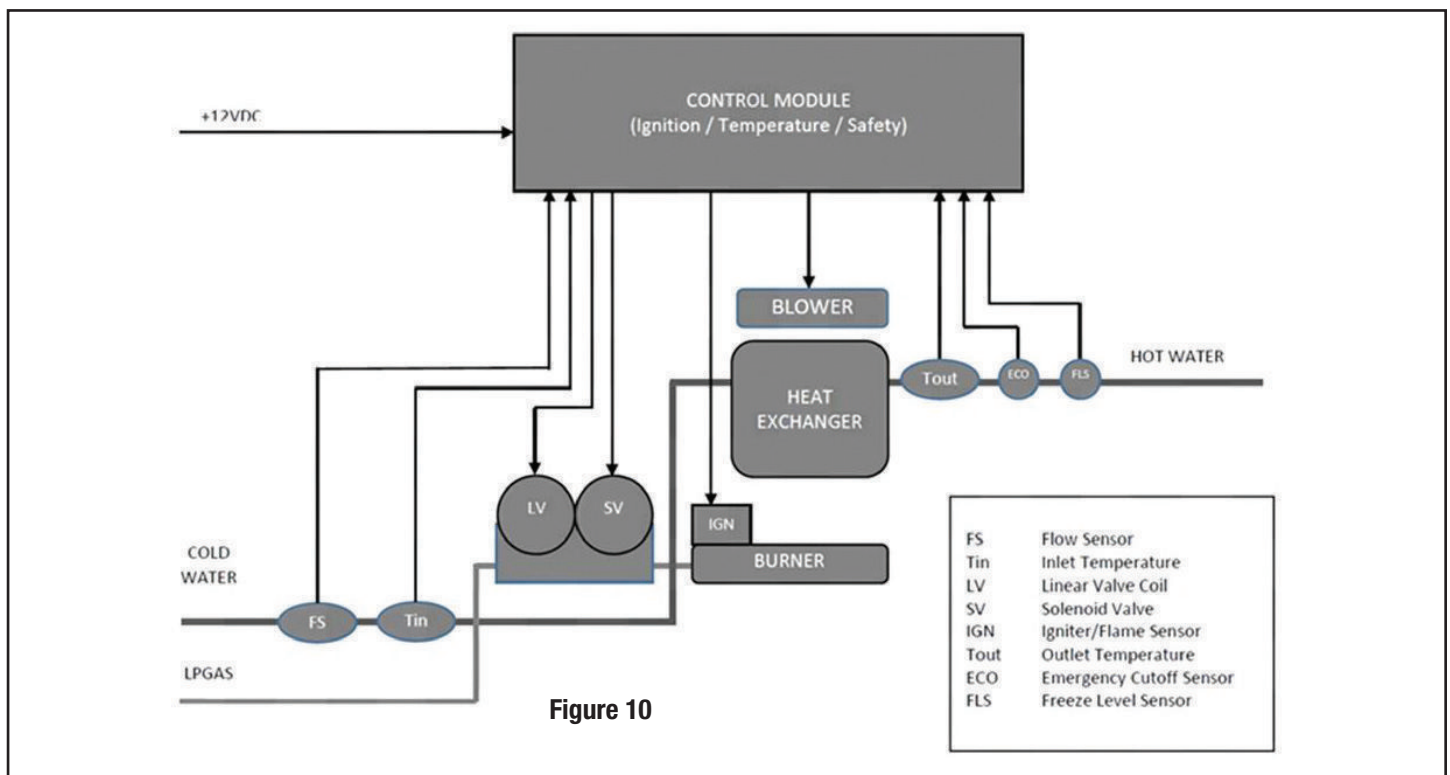 CONTROL MODULE
(Ignition / Temperature / Safety)
+12VDC
BLOWER
HOT WATER
Tout
ECO
FLS
HEAT
EXCHANGER
LV
SV
IGN
BURNER
COLD
WATER
FS
Tin
LPGAS
FS Flow Sensor
Tin Inlet Temperature
LV Linear Valve Coil
SV Solenoid Valve
IGN Igniter/Flame Sensor
Tout Outlet Temperature
ECO Emergency Cutoff Sensor
FLS Freeze Level Sensor
Figure 10